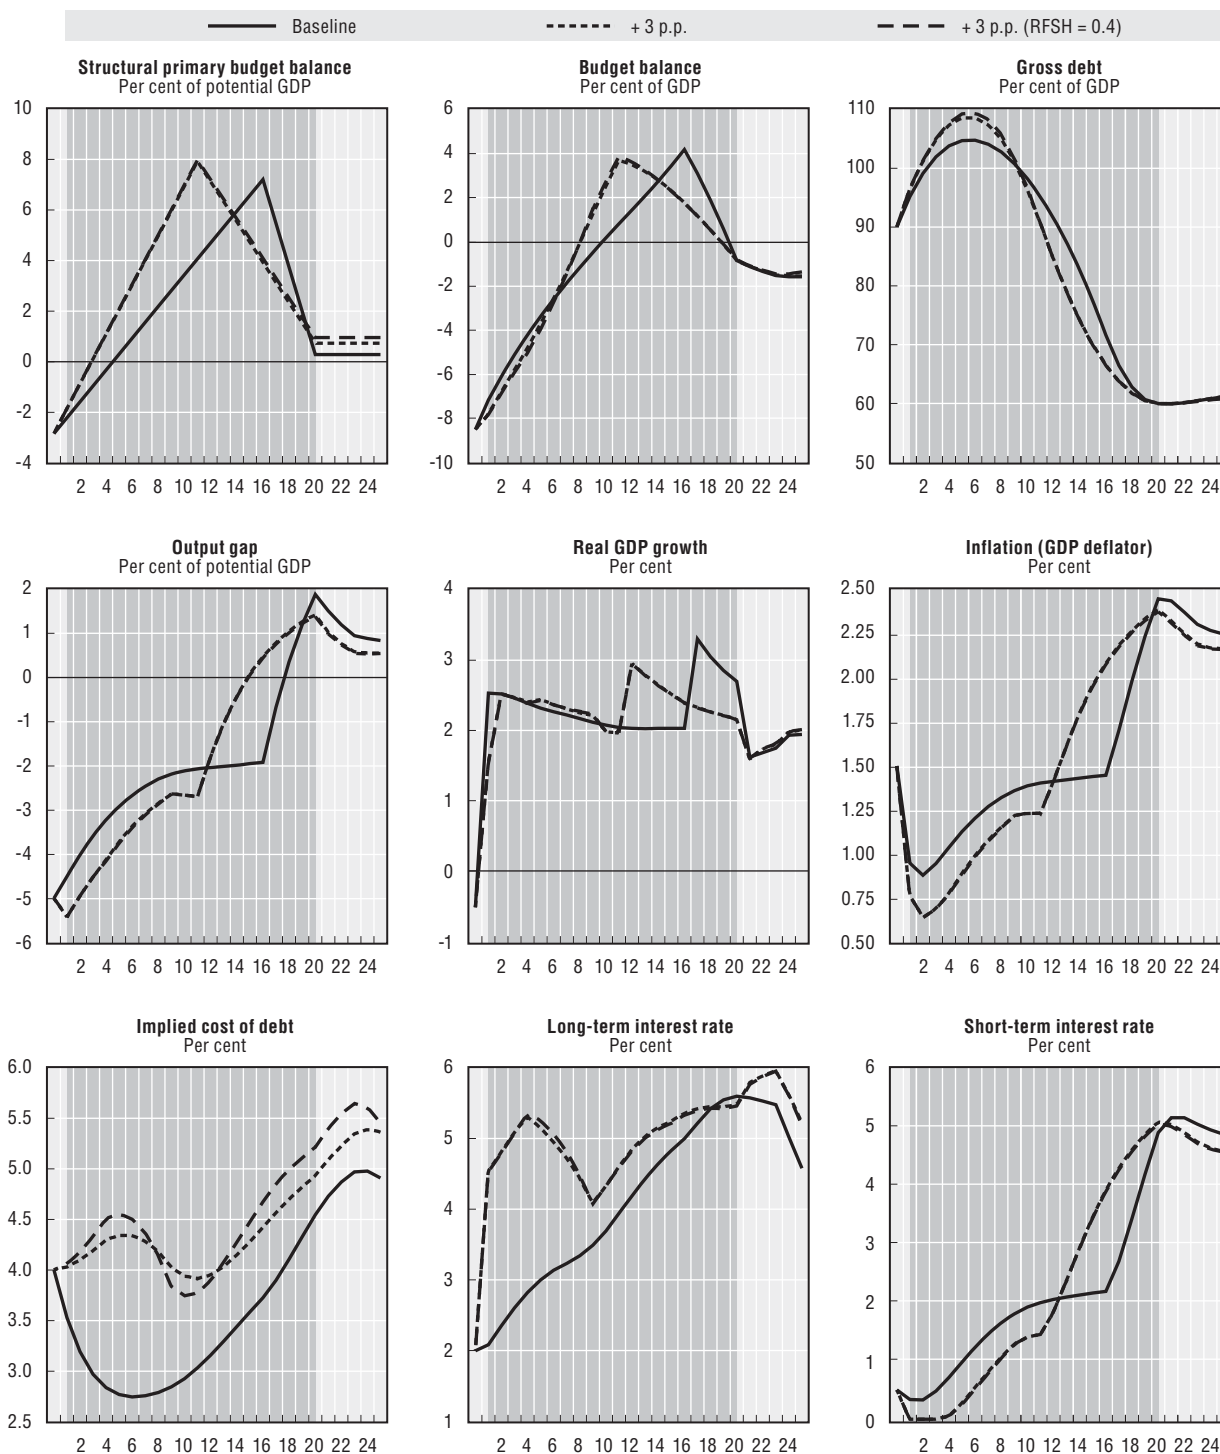 Baseline + 3 p.p. + 3 p.p. (RFSH = 0.4)
Structural primary budget balance
Per cent of potential GDP
10
8
6
4
2
0
-2
-4
2 4 6 8 10 12 14 16 18 20 22 24
Budget balance
Per cent of GDP
6
4
2
0
-2
-4
-6
-8
-10
2 4 6 8 10 12 14 16 18 20 22 24
Gross debt
Per cent of GDP
110
100
90
80
70
60
50
2 4 6 8 10 12 14 16 18 20 22 24
Output gap
Per cent of potential GDP
2
1
0
-1
-2
-3
-4
-5
-6
2 4 6 8 10 12 14 16 18 20 22 24
Real GDP growth
Per cent
4
3
2
1
0
-1
2 4 6 8 10 12 14 16 18 20 22 24
Inflation (GDP deflator)
Per cent
2.50
2.25
2.00
1.75
1.50
1.25
1.00
0.75
0.50
2 4 6 8 10 12 14 16 18 20 22 24
Implied cost of debt
Per cent
6.0
5.5
5.0
4.5
4.0
3.5
3.0
2.5
2 4 6 8 10 12 14 16 18 20 22 24
Long-term interest rate
Per cent
6
5
4
3
2
1
2 4 6 8 10 12 14 16 18 20 22 24
Short-term interest rate
Per cent
6
5
4
3
2
1
0
2 4 6 8 10 12 14 16 18 20 22 24